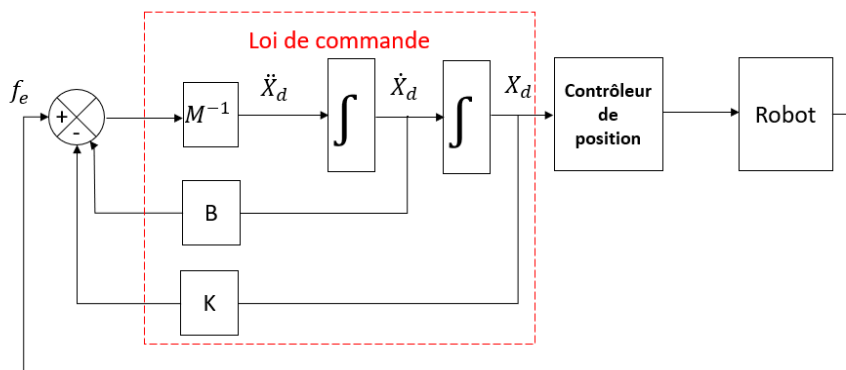 Loi de commande
f_e
+
-
M^{-1}
Ẍ_d
∫
Ẋ_d
∫
X_d
Contrôleur
de
position
Robot
B
K